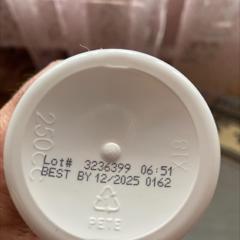 250CC
Lot# 3236399 06:51
BEST BY 12/2025 0162
PETE